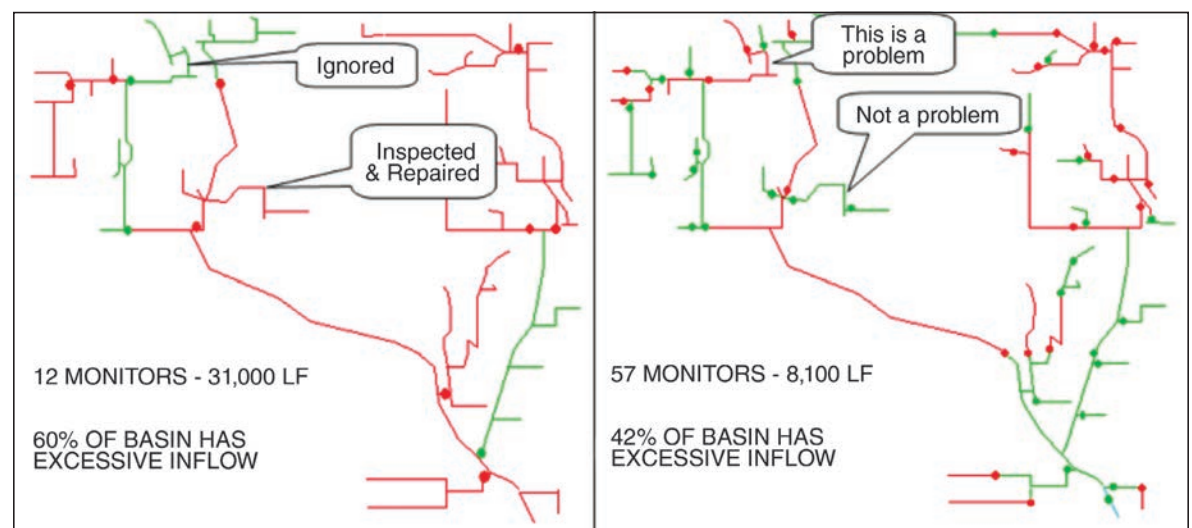 Ignored
Inspected
& Repaired
12 MONITORS - 31,000 LF
60% OF BASIN HAS
EXCESSIVE INFLOW
This is a
problem
Not a problem
57 MONITORS - 8,100 LF
42% OF BASIN HAS
EXCESSIVE INFLOW